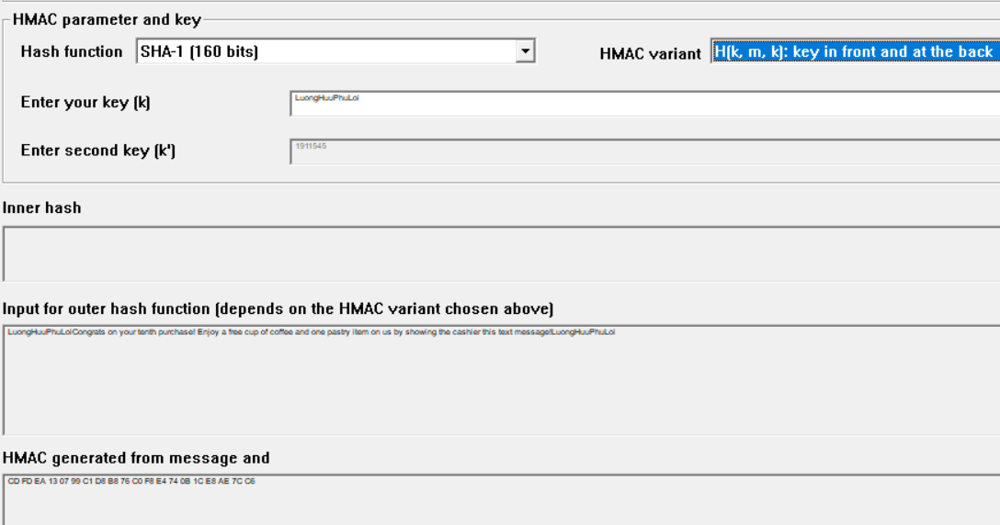 HMAC parameter and key
Hash function SHA-1 (160 bits) HMAC variant H(k, m, k): key in front and at the back
Enter your key (k) LuongHuuPhuLoi
Enter second key (k') 1911545
Inner hash
Input for outer hash function (depends on the HMAC variant chosen above)
LuongHuuPhuLoiCongrats on your tenth purchase! Enjoy a free cup of coffee and one pastry item on us by showing the cashier this text message!LuongHuuPhuLoi
HMAC generated from message and
CD FD EA 13 07 99 C1 D8 B8 76 C0 F8 E4 74 0B 1C E8 AE 7C C6